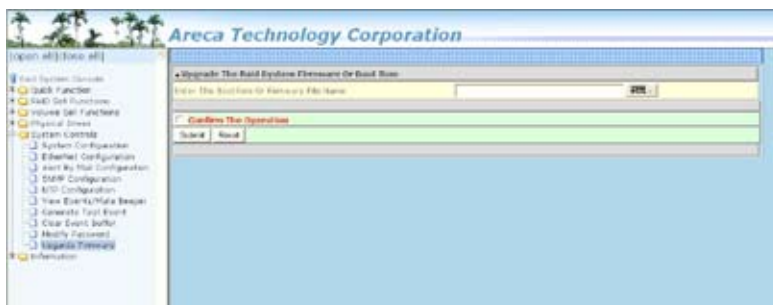 Areca Technology Corporation
[open all|close all]
Raid System Console
Quick Function
RAID Set Functions
Volume Set Functions
Physical Drives
System Controls
System Configuration
Ethernet Configuration
Alert By Mail Configuration
SNMP Configuration
NTP Configuration
View Events/Mute Beeper
Generate Test Event
Clear Event Buffer
Modify Password
Upgrade Firmware
Information
Upgrade The Raid System Firmware Or Boot Rom
Enter The Boot Rom Or Firmware File Name
Confirm The Operation
Submit Reset